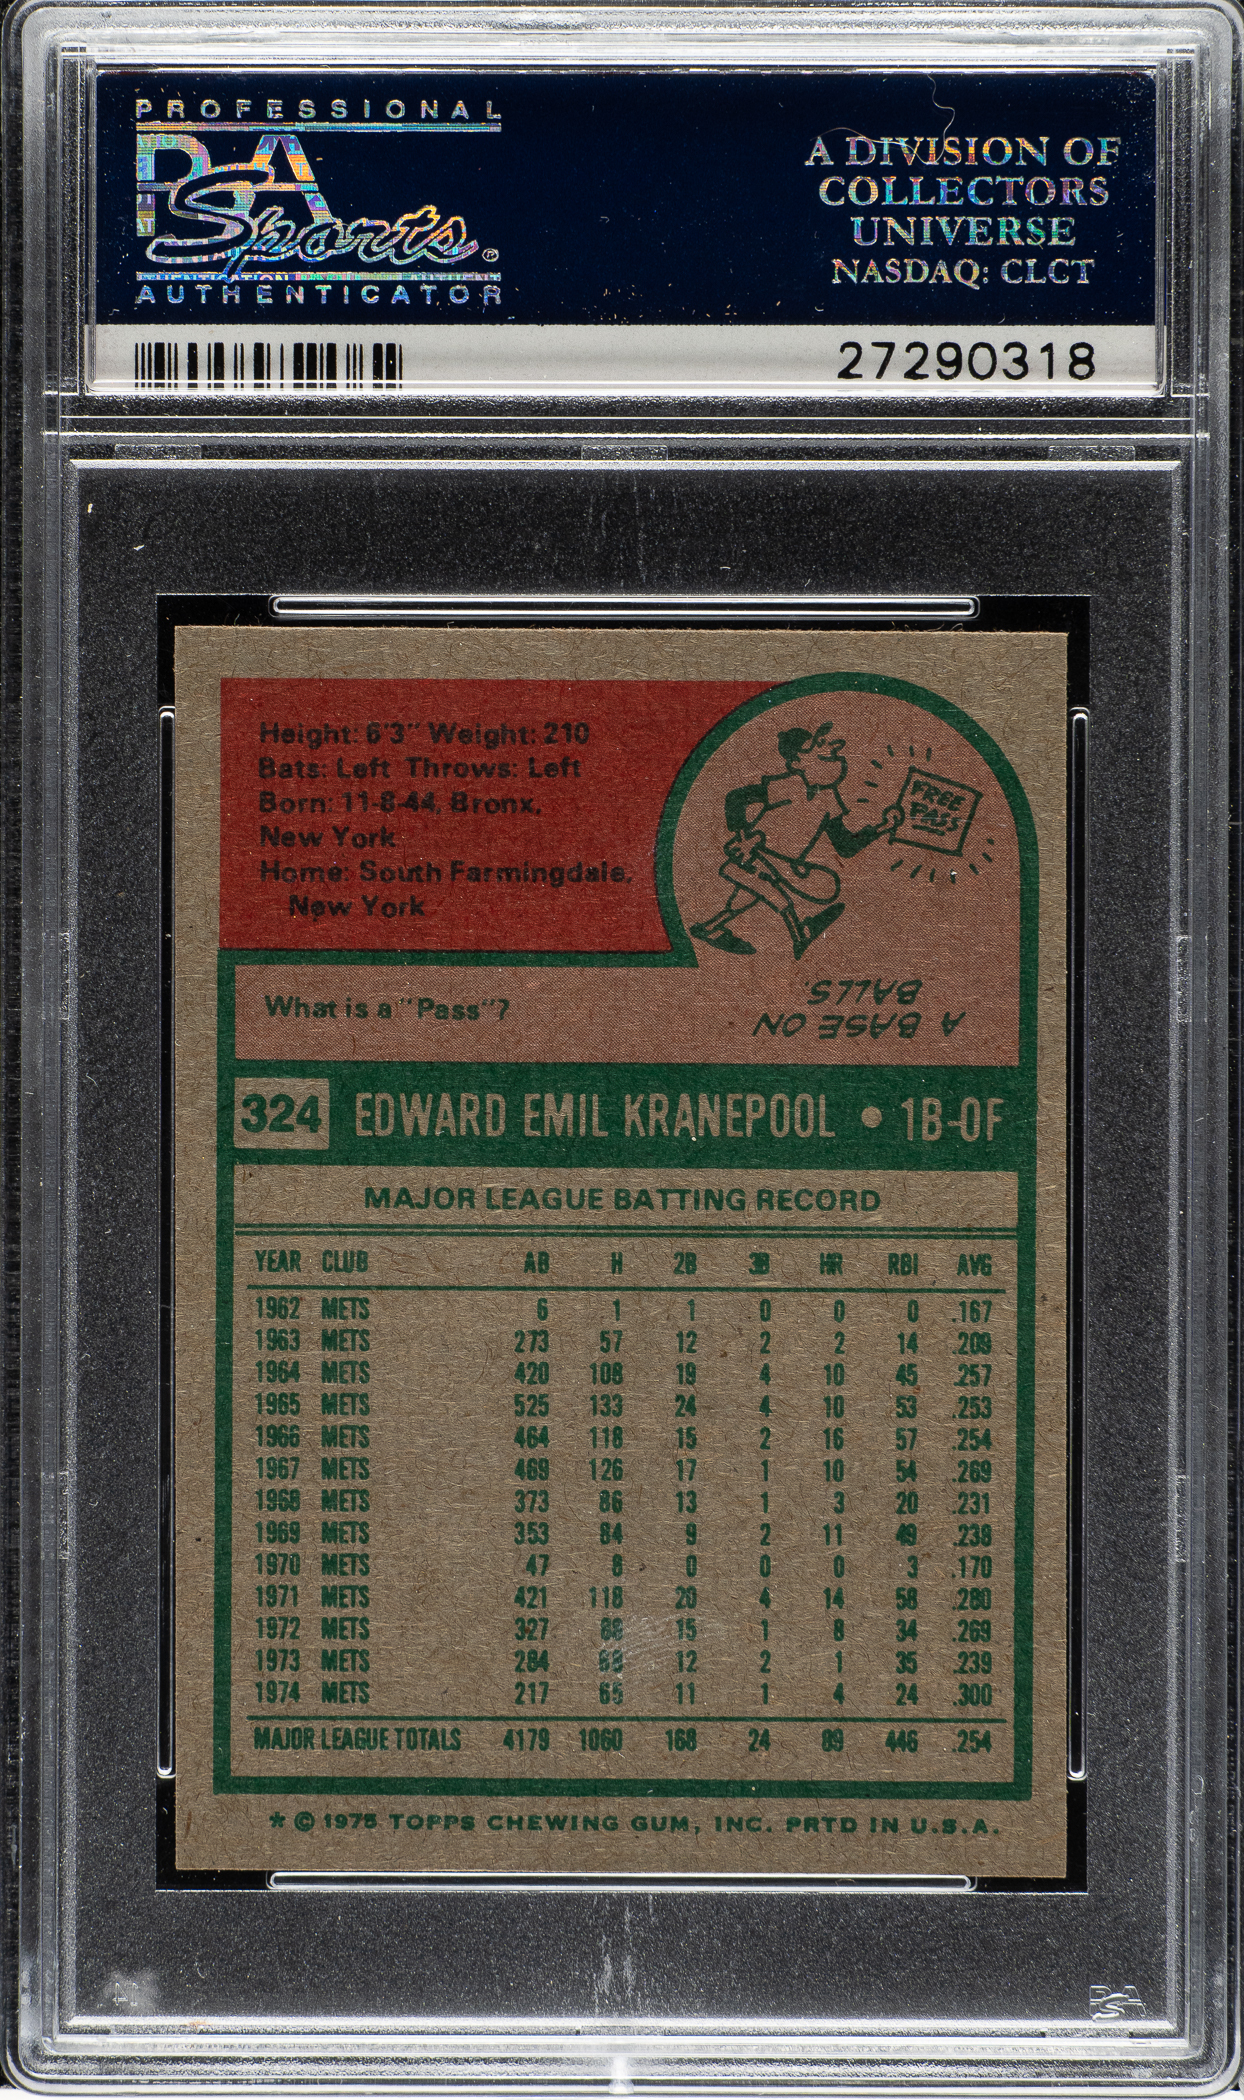 PROFESSIONAL
PSA
Sports
AUTHENTICATOR
A DIVISION OF
COLLECTORS
UNIVERSE
NASDAQ: CLCT
27290318
Height: 6'3" Weight: 210
Bats: Left Throws: Left
Born: 11-8-44, Bronx,
New York
Home: South Farmingdale,
New York
FREE
PASS
What is a "Pass"?
A BASE ON
BALLS.
324 EDWARD EMIL KRANEPOOL • 1B-OF
MAJOR LEAGUE BATTING RECORD
YEAR CLUB AB H 2B 3B HR RBI AVG
1962 METS 6 1 1 0 0 0 .167
1963 METS 273 57 12 2 2 14 .209
1964 METS 420 108 19 4 10 45 .257
1965 METS 525 133 24 4 10 53 .253
1966 METS 464 118 15 2 16 57 .254
1967 METS 469 126 17 1 10 54 .269
1968 METS 373 86 13 1 3 20 .231
1969 METS 353 84 9 2 11 49 .238
1970 METS 47 8 0 0 0 3 .170
1971 METS 421 118 20 4 14 58 .280
1972 METS 327 88 15 1 8 34 .269
1973 METS 284 68 12 2 1 35 .239
1974 METS 217 65 11 1 4 24 .300
MAJOR LEAGUE TOTALS 4179 1060 168 24 89 446 .254
* © 1975 TOPPS CHEWING GUM, INC. PRTD IN U.S.A.
PSA